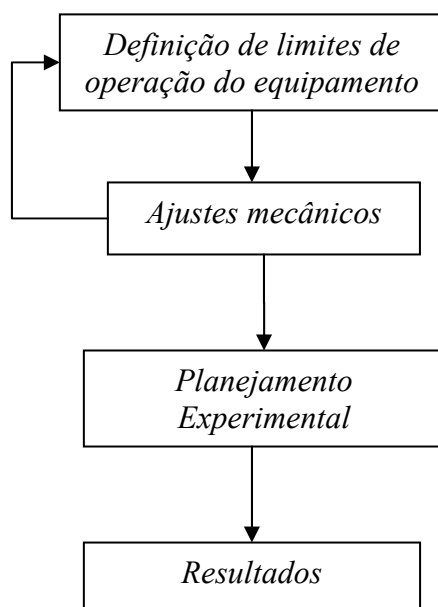 Definição de limites de
operação do equipamento
Ajustes mecânicos
Planejamento
Experimental
Resultados